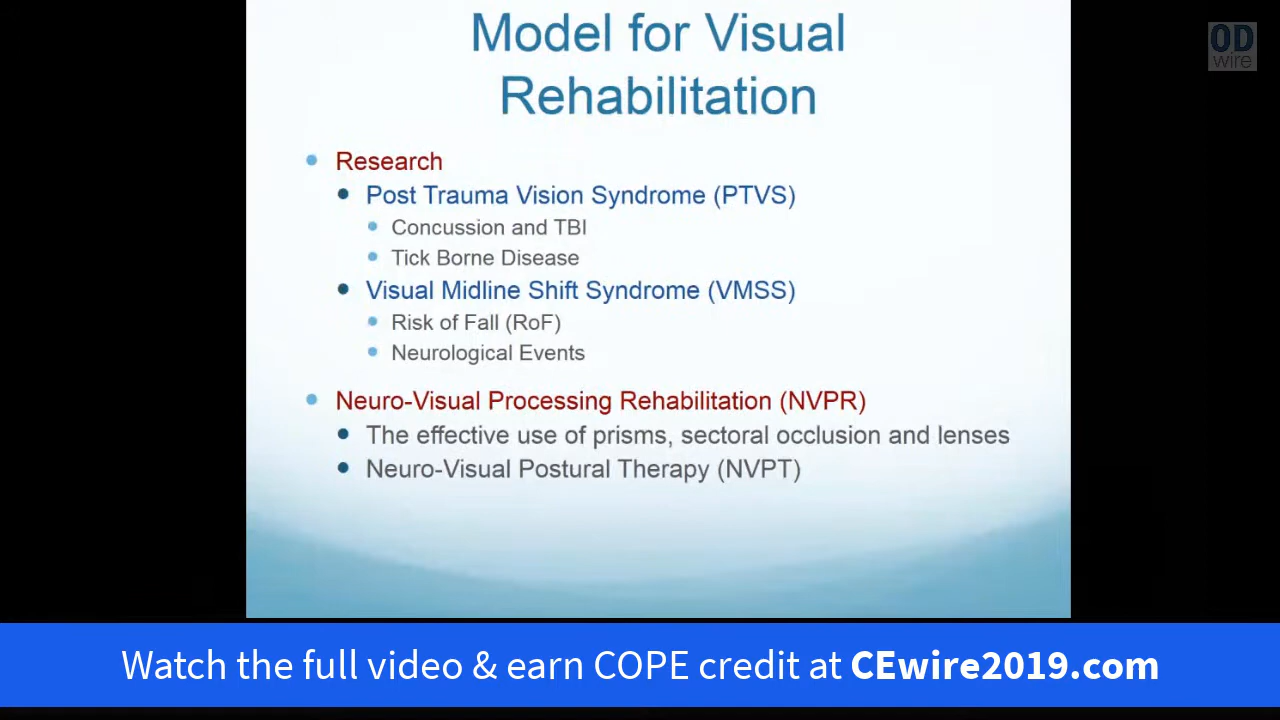 Model for Visual
Rehabilitation
OD
wire
Research
Post Trauma Vision Syndrome (PTVS)
Concussion and TBI
Tick Borne Disease
Visual Midline Shift Syndrome (VMSS)
Risk of Fall (RoF)
Neurological Events
Neuro-Visual Processing Rehabilitation (NVPR)
The effective use of prisms, sectoral occlusion and lenses
Neuro-Visual Postural Therapy (NVPT)
Watch the full video & earn COPE credit at CEwire2019.com